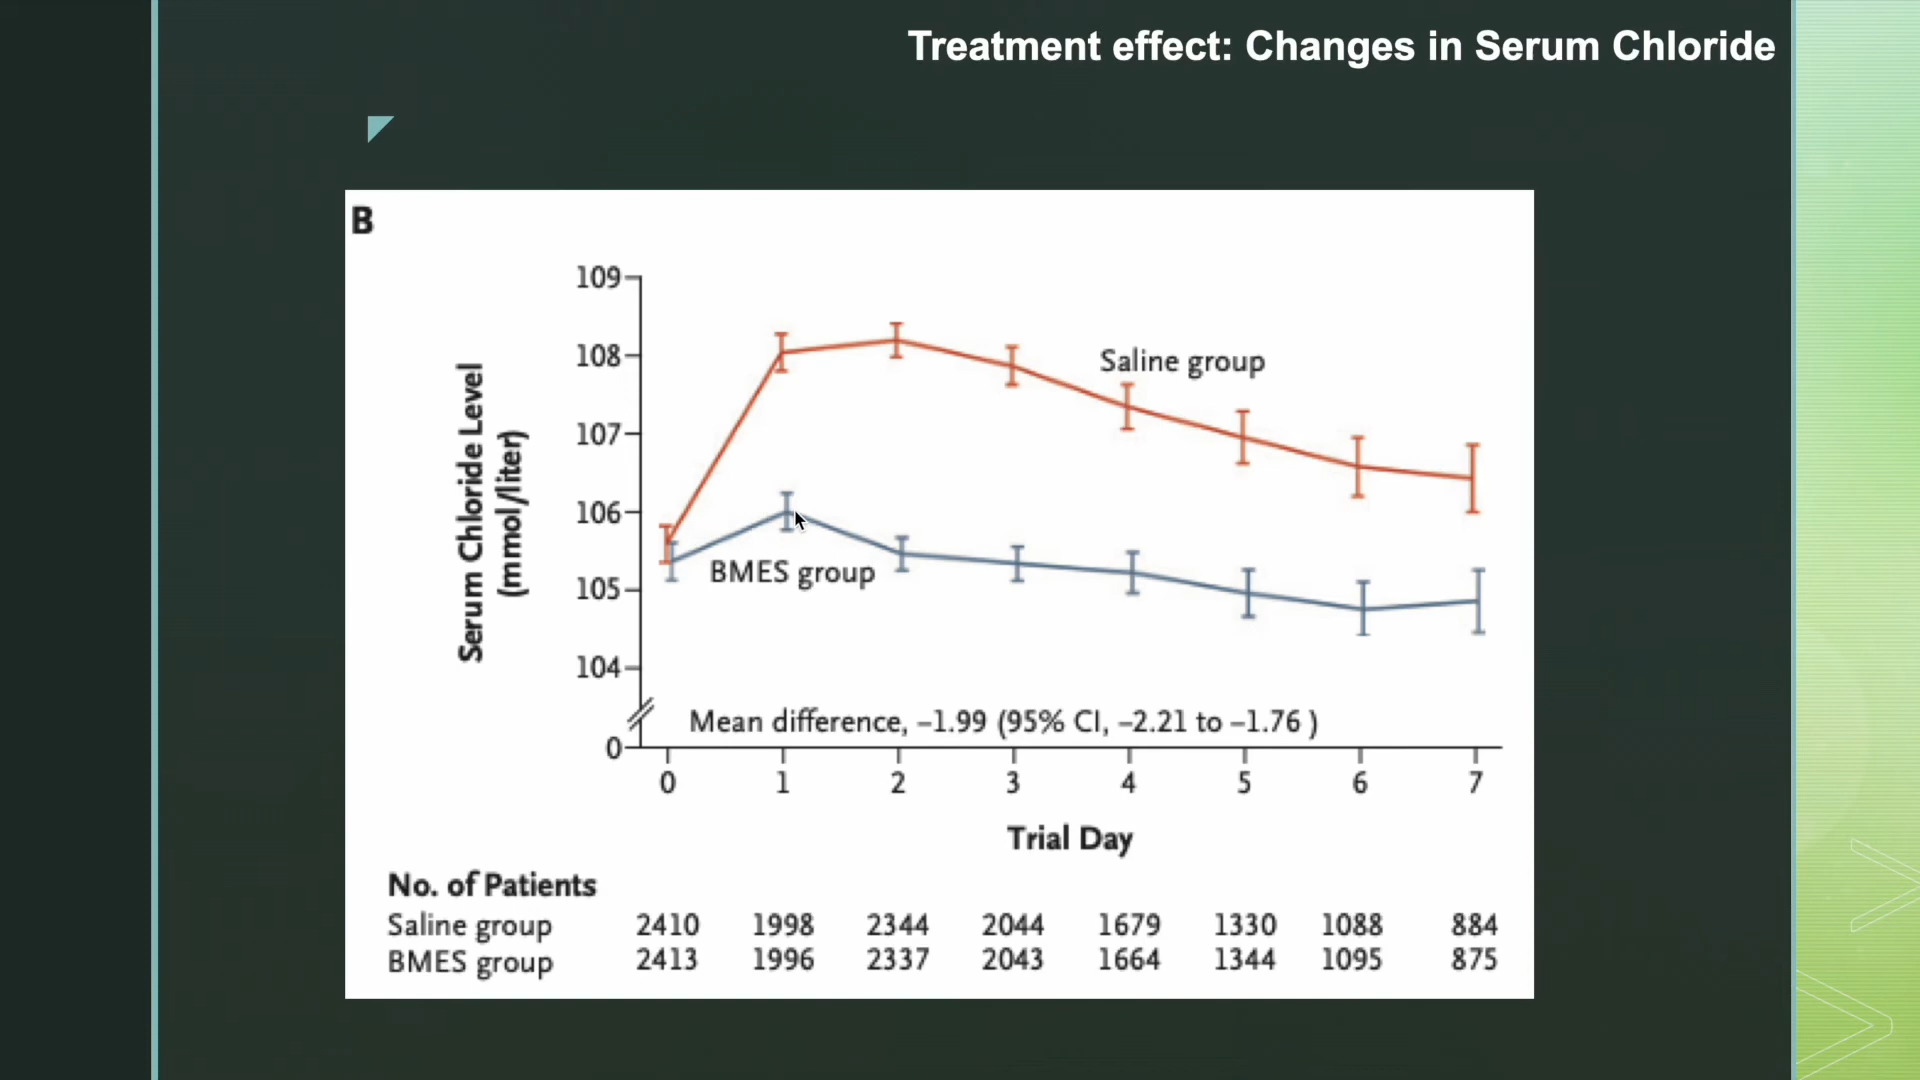 Treatment effect: Changes in Serum Chloride
B
Serum Chloride Level
(mmol/liter)
109
108
107
106
105
104
0
Saline group
BMES group
Mean difference, −1.99 (95% CI, −2.21 to −1.76 )
0 1 2 3 4 5 6 7
Trial Day
No. of Patients
Saline group 2410 1998 2344 2044 1679 1330 1088 884
BMES group 2413 1996 2337 2043 1664 1344 1095 875